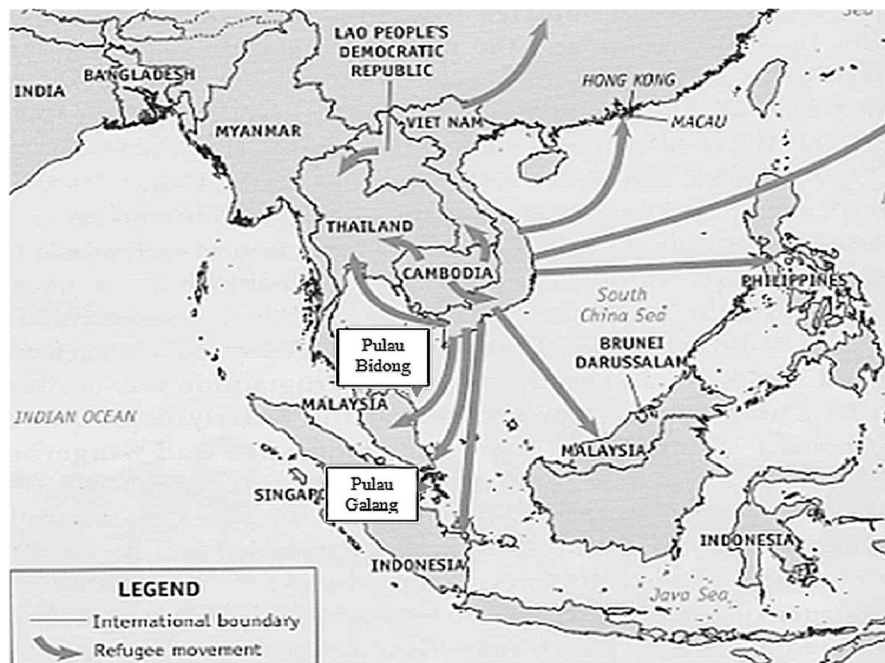 Sea
LAO PEOPLE'S
DEMOCRATIC
REPUBLIC
BANGLADESH
INDIA
HONG KONG
MACAU
MYANMAR
VIET NAM
THAILAND
CAMBODIA
PHILIPPINES
South
China Sea
BRUNEI
DARUSSALAM
Pulau
Bidong
MALAYSIA
INDIAN OCEAN
MALAYSIA
Pulau
Galang
INDONESIA
INDONESIA
Java Sea
LEGEND
International boundary
Refugee movement